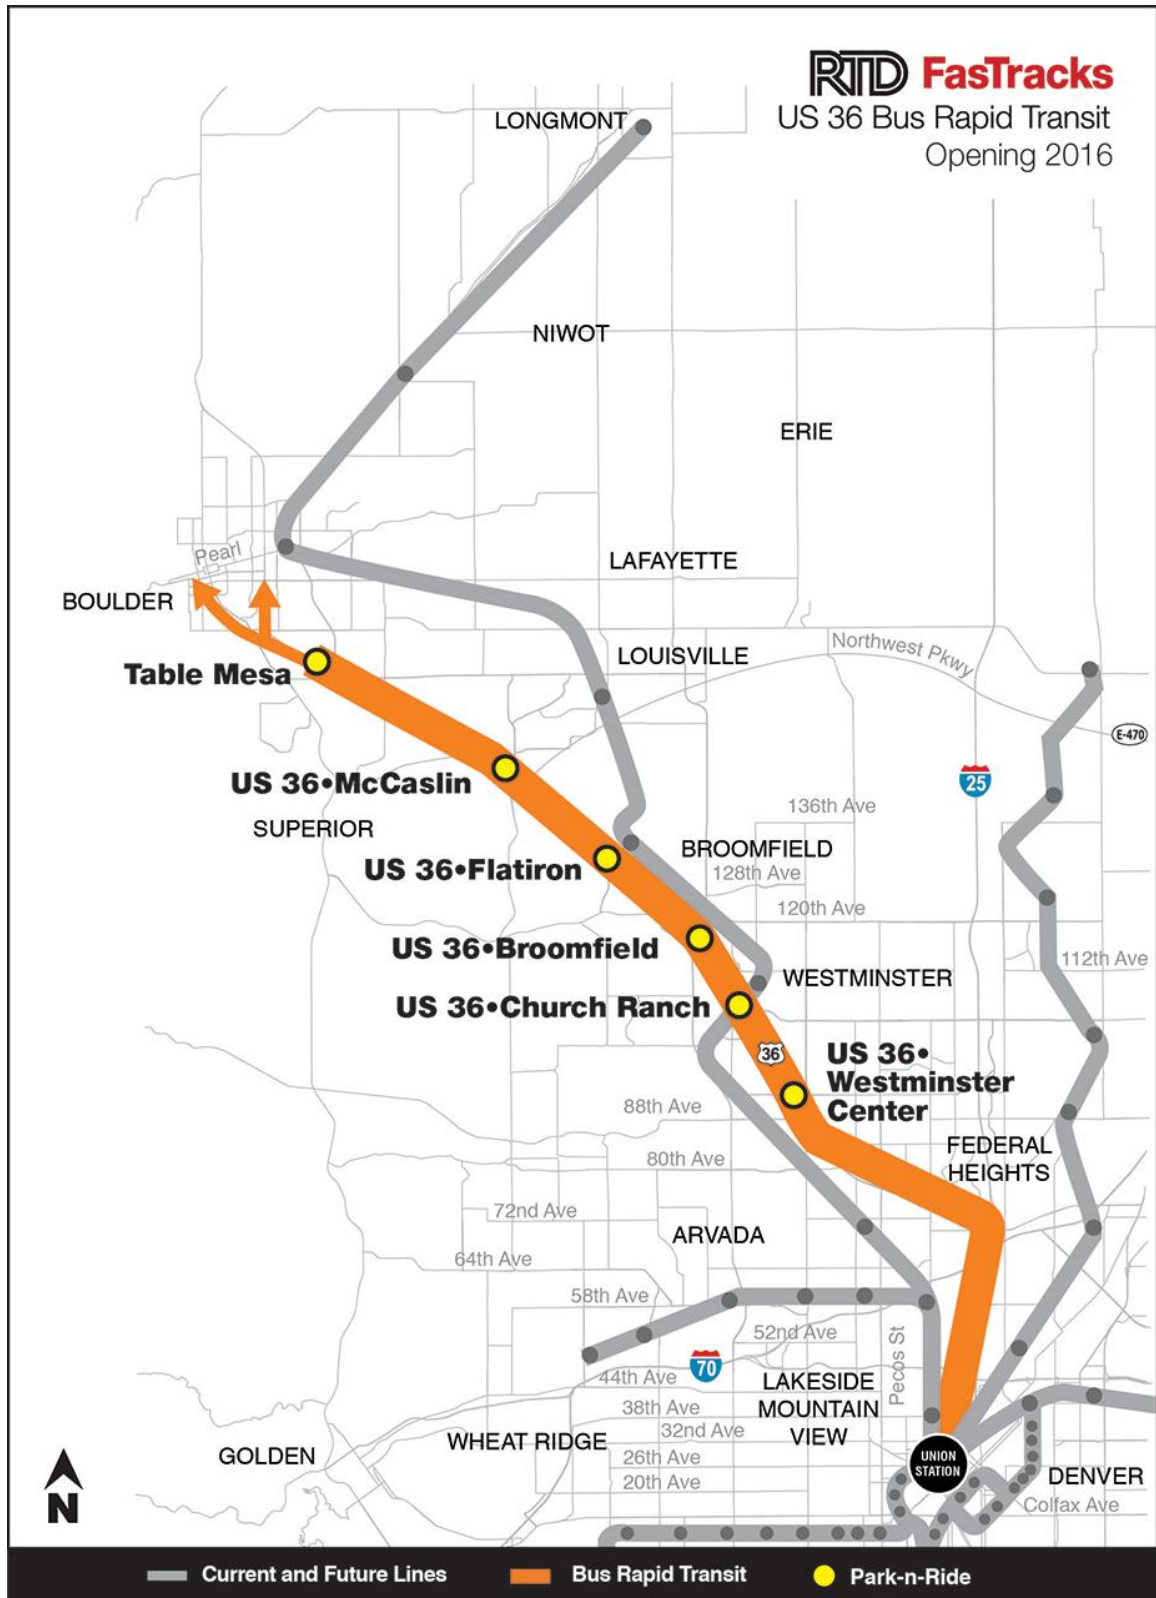 RTD FasTracks
US 36 Bus Rapid Transit
Opening 2016
LONGMONT
NIWOT
ERIE
Pearl
LAFAYETTE
BOULDER
Northwest Pkwy
LOUISVILLE
Table Mesa
E-470
25
US 36•McCaslin
136th Ave
SUPERIOR
BROOMFIELD
US 36•Flatiron
128th Ave
120th Ave
US 36•Broomfield
112th Ave
WESTMINSTER
US 36•Church Ranch
36
US 36•
Westminster
Center
88th Ave
FEDERAL
HEIGHTS
80th Ave
72nd Ave
ARVADA
64th Ave
58th Ave
52nd Ave
Pecos St
70
44th Ave
LAKESIDE
MOUNTAIN
VIEW
38th Ave
32nd Ave
WHEAT RIDGE
GOLDEN
26th Ave
20th Ave
UNION
STATION
DENVER
Colfax Ave
N
Current and Future Lines
Bus Rapid Transit
Park-n-Ride